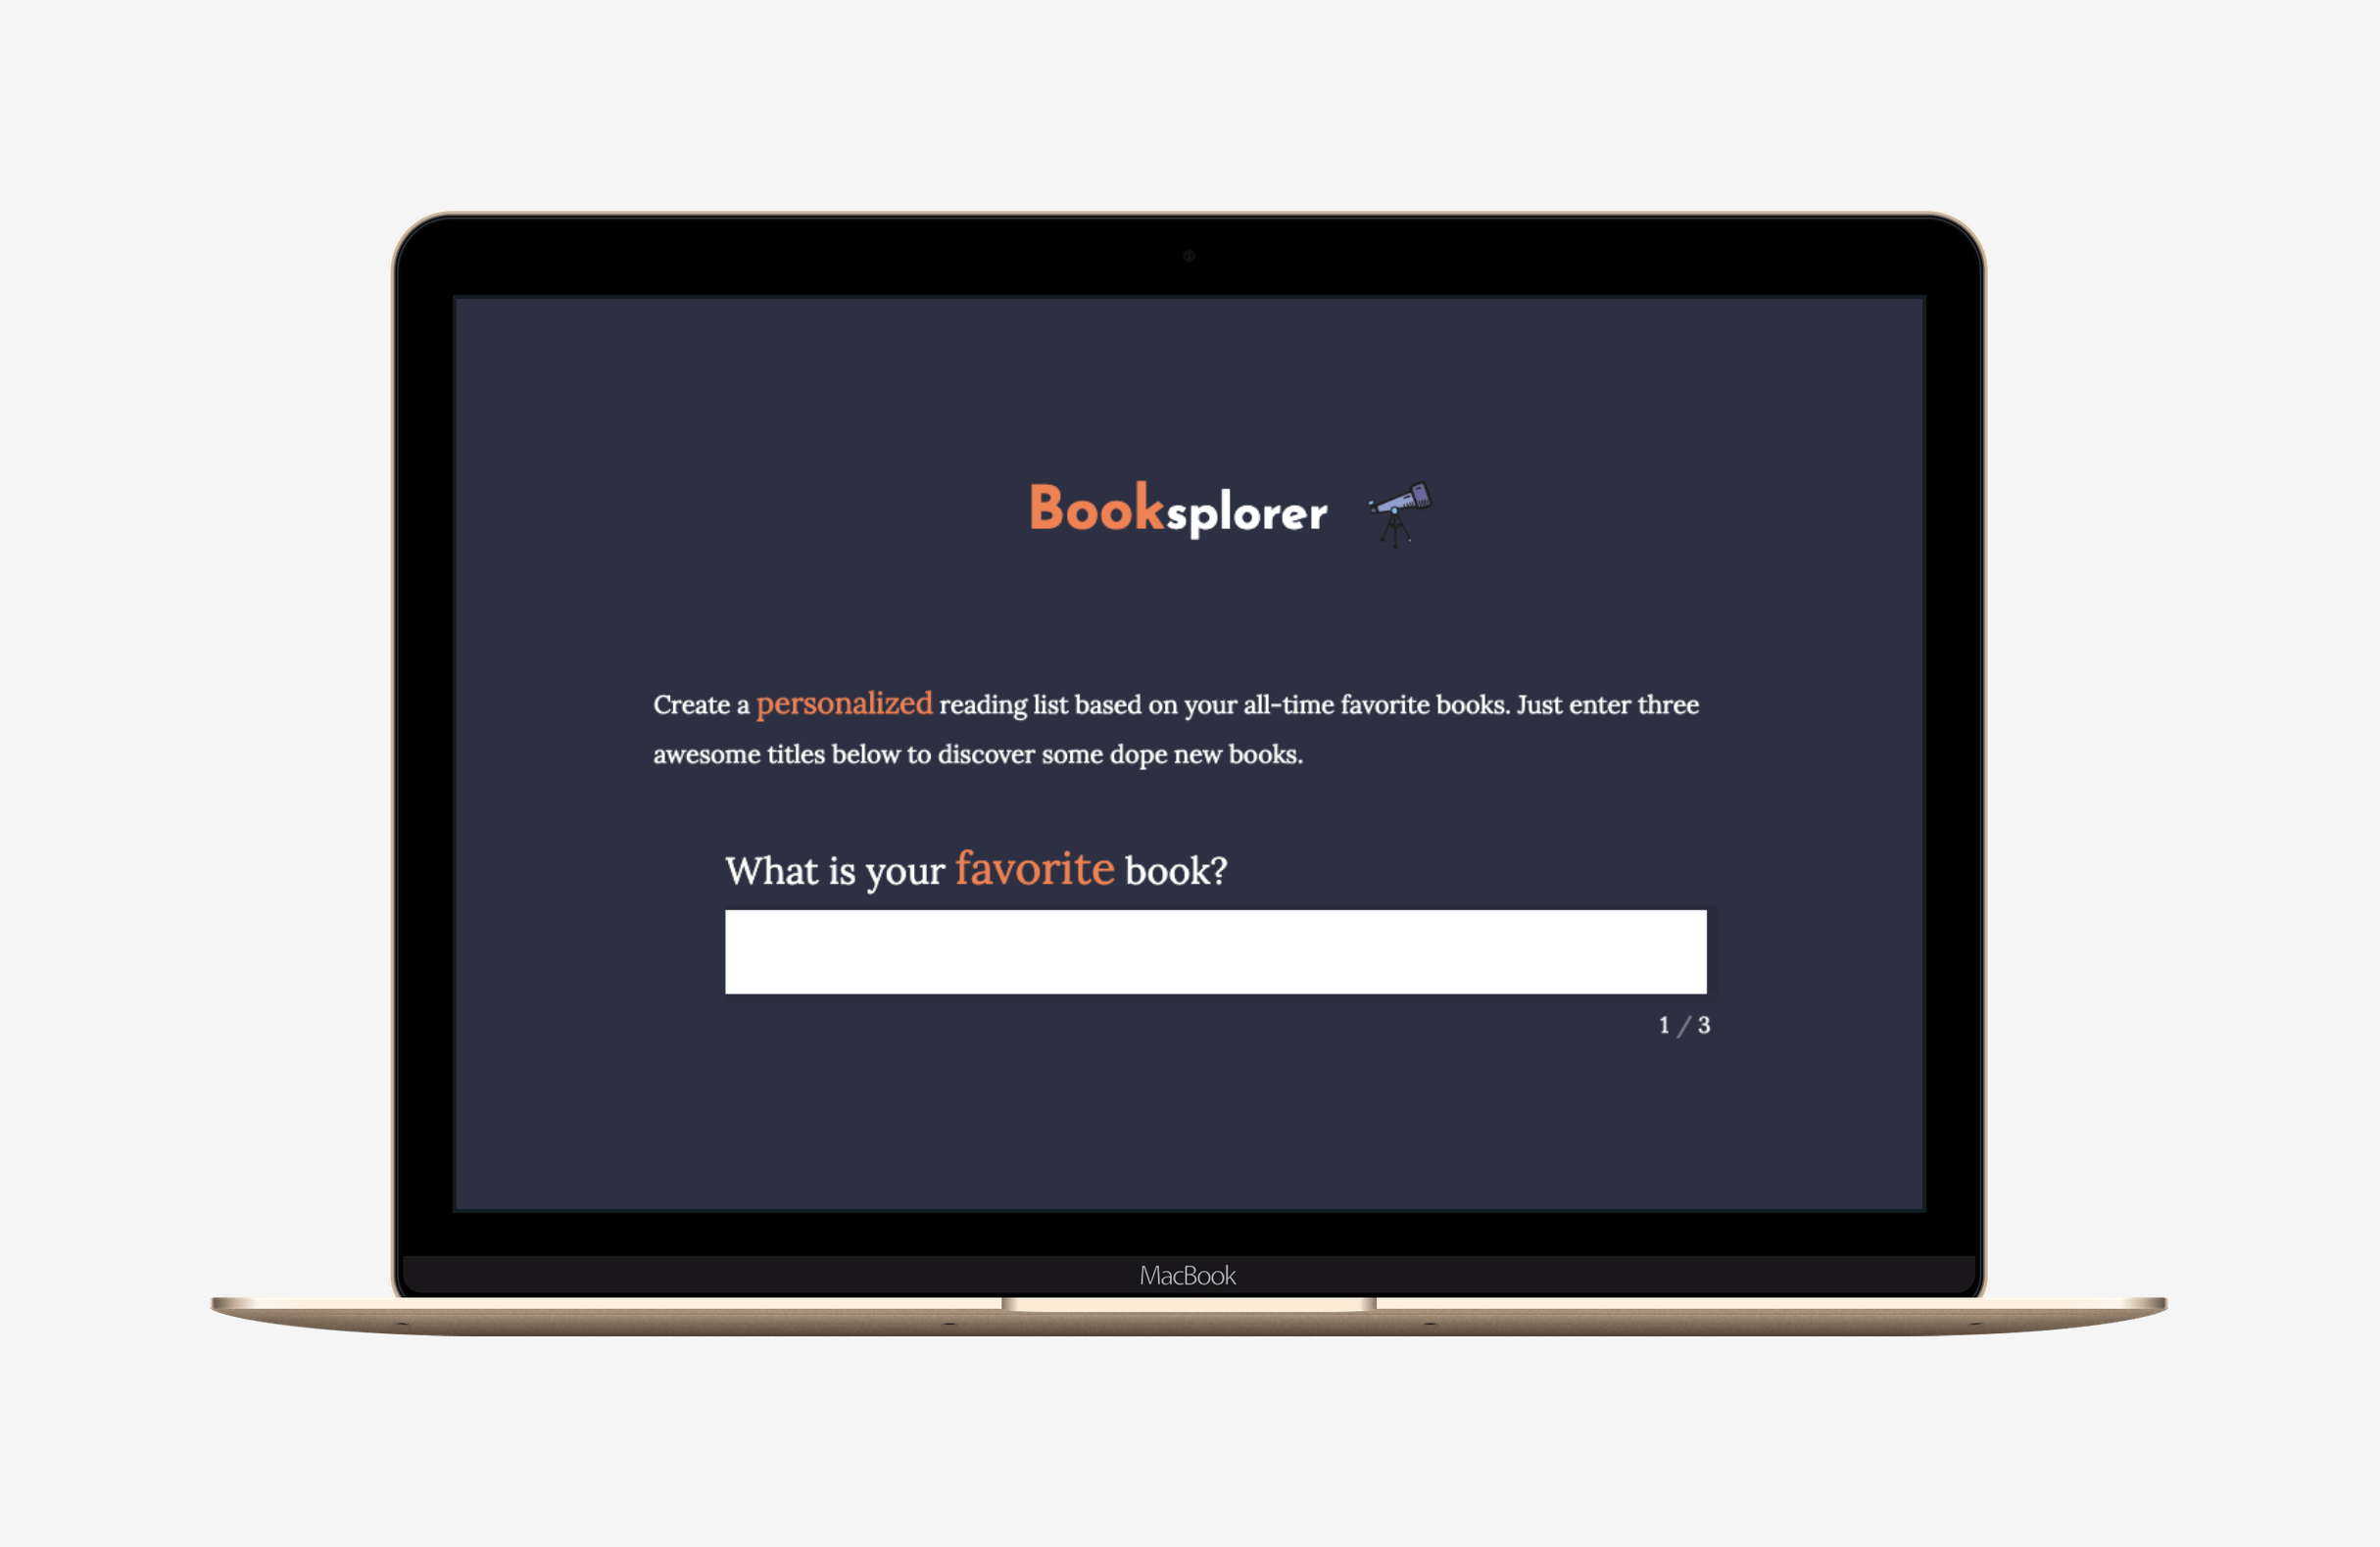 Booksplorer
Create a personalized reading list based on your all-time favorite books. Just enter three
awesome titles below to discover some dope new books.
What is your favorite book?
1 / 3
MacBook